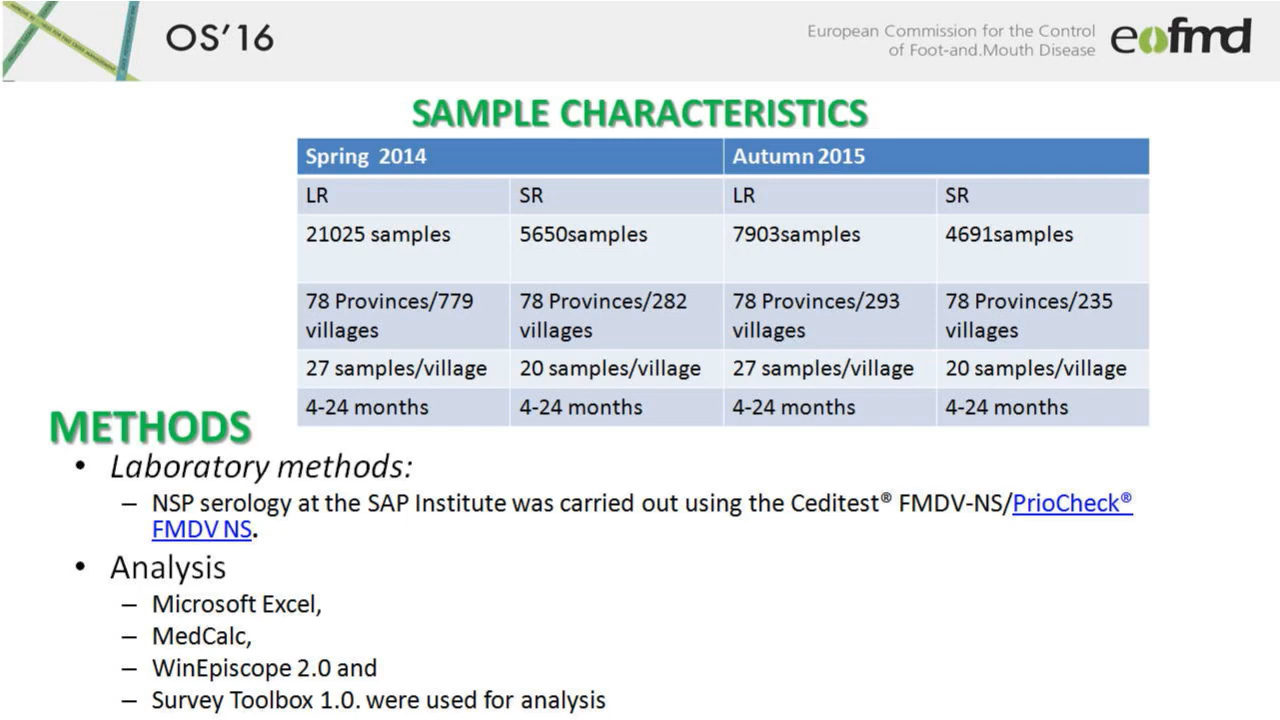 OS'16
European Commission for the Control
of Foot-and.Mouth Disease
eofmd
SAMPLE CHARACTERISTICS
Spring 2014 Autumn 2015
LR SR LR SR
21025 samples 5650samples 7903samples 4691samples
78 Provinces/779 villages 78 Provinces/282 villages 78 Provinces/293 villages 78 Provinces/235 villages
27 samples/village 20 samples/village 27 samples/village 20 samples/village
4-24 months 4-24 months 4-24 months 4-24 months
METHODS
• Laboratory methods:
– NSP serology at the SAP Institute was carried out using the Ceditest® FMDV-NS/PrioCheck®
FMDV NS.
• Analysis
– Microsoft Excel,
– MedCalc,
– WinEpiscope 2.0 and
– Survey Toolbox 1.0. were used for analysis